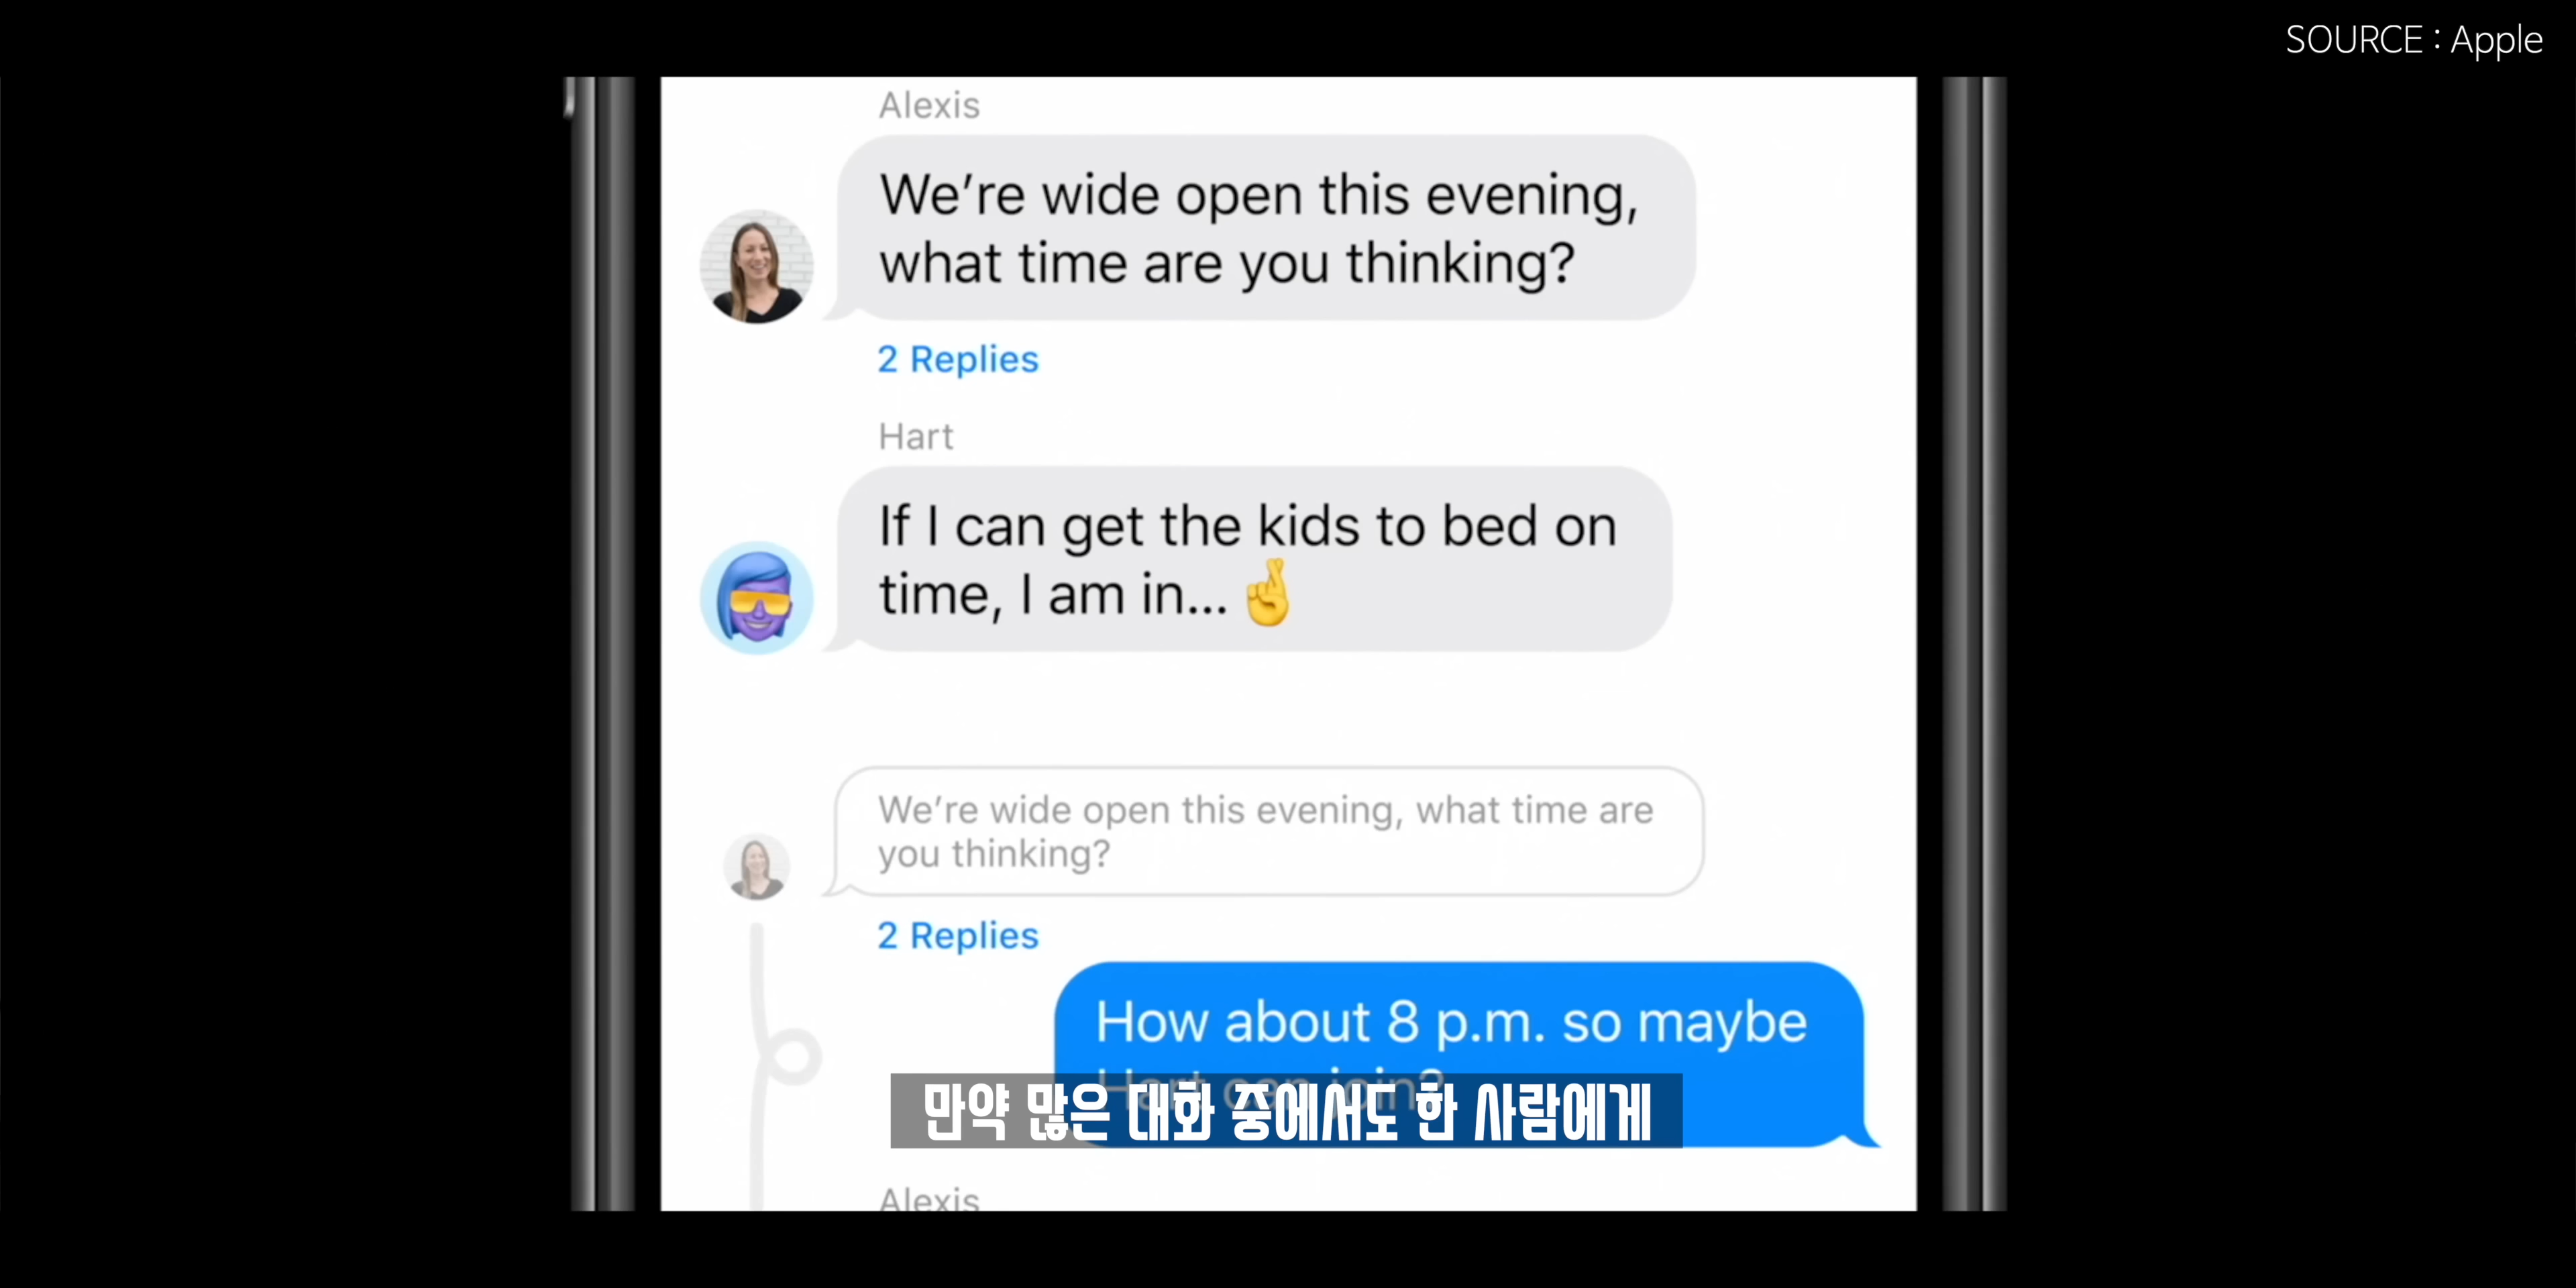 SOURCE : Apple
Alexis
We’re wide open this evening,
what time are you thinking?
2 Replies
Hart
If I can get the kids to bed on
time, I am in... 🤞
We’re wide open this evening, what time are
you thinking?
2 Replies
How about 8 p.m. so maybe
Hart can join?
만약 많은 대화 중에서도 한 사람에게
Alexis